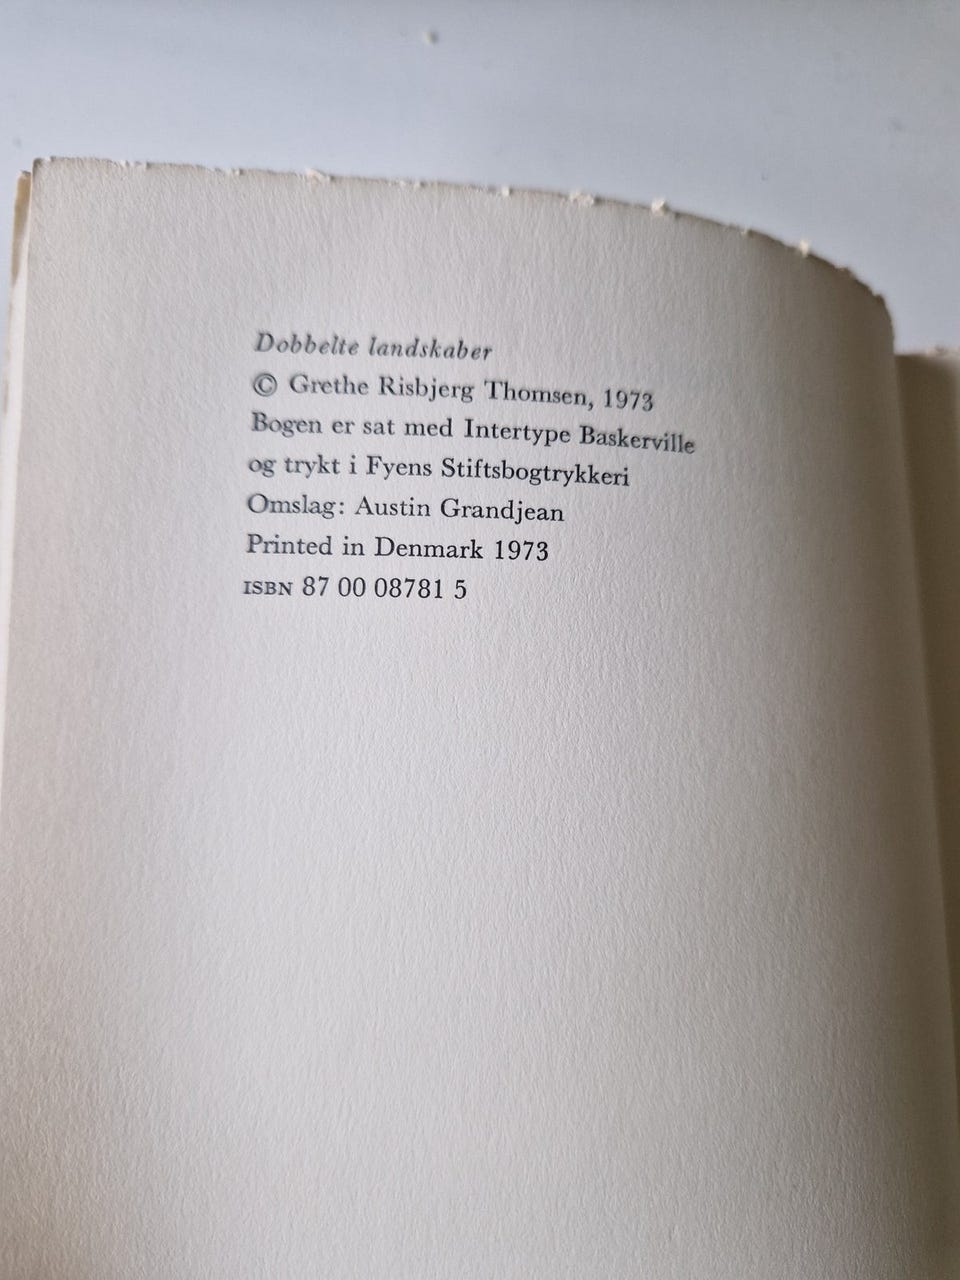 Dobbelte landskaber
© Grethe Risbjerg Thomsen, 1973
Bogen er sat med Intertype Baskerville
og trykt i Fyens Stiftsbogtrykkeri
Omslag: Austin Grandjean
Printed in Denmark 1973
ISBN 87 00 08781 5